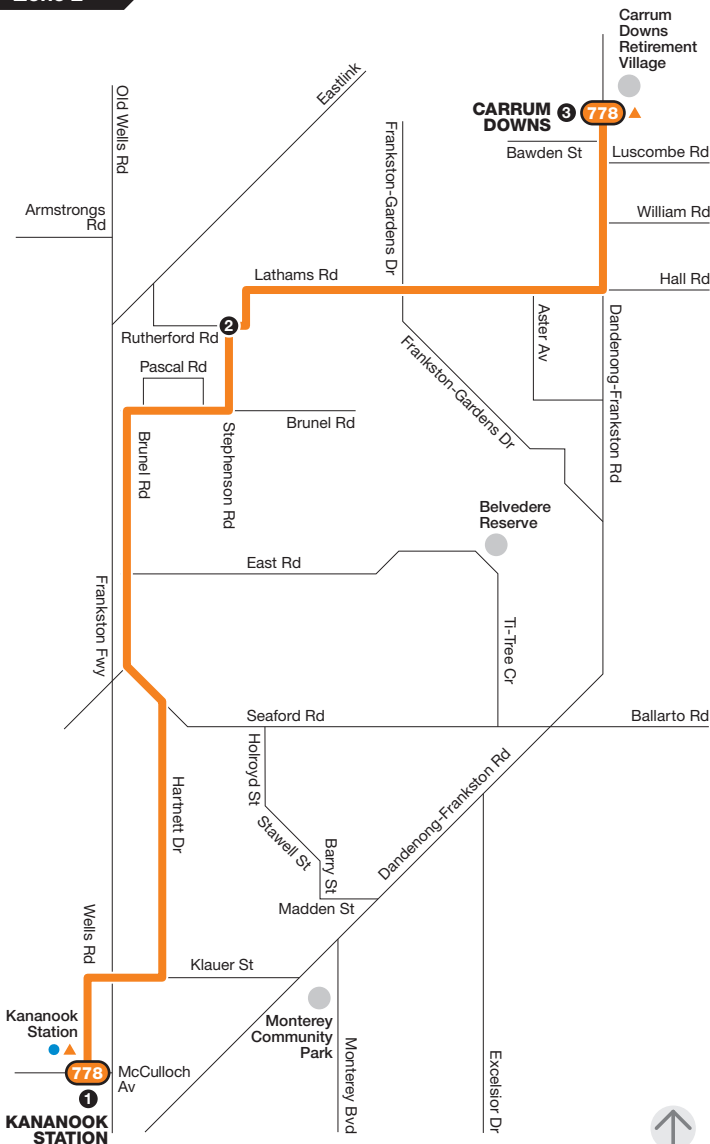 Carrum
Downs
Retirement
Village
Eastlink
Old Wells Rd
CARRUM
DOWNS
3
778
Bawden St
Luscombe Rd
Frankston-Gardens Dr
Armstrongs
Rd
William Rd
Lathams Rd
Hall Rd
2
Rutherford Rd
Aster Av
Dandenong-Frankston Rd
Frankston-Gardens Dr
Pascal Rd
Brunel Rd
Brunel Rd
Stephenson Rd
Belvedere
Reserve
East Rd
Frankston Fwy
Ti-Tree Cr
Seaford Rd
Ballarto Rd
Holroyd St
Hartnett Dr
Stawell St
Barry St
Dandenong-Frankston Rd
Madden St
Wells Rd
Klauer St
Kananook
Station
Monterey
Community
Park
Monterey Bvd
Excelsior Dr
778
McCulloch
Av
1
KANANOOK
STATION